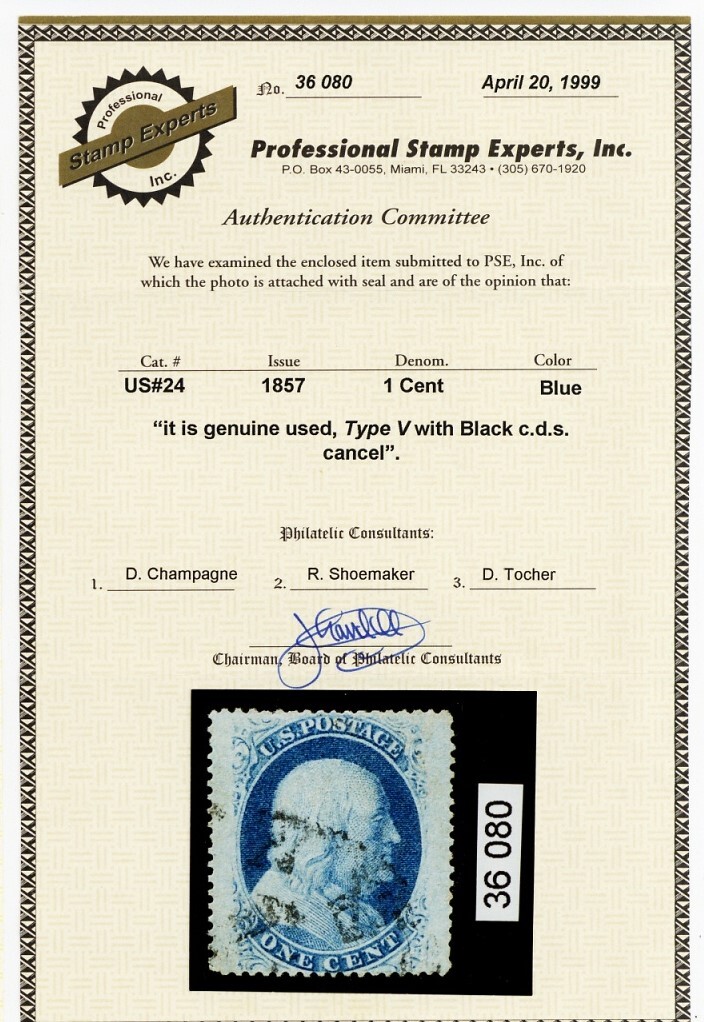 Professional
Stamp Experts
Inc.
No. 36 080
April 20, 1999
Professional Stamp Experts, Inc.
P.O. Box 43-0055, Miami, FL 33243 • (305) 670-1920
Authentication Committee
We have examined the enclosed item submitted to PSE, Inc. of
which the photo is attached with seal and are of the opinion that:
Cat. # Issue Denom. Color
US#24 1857 1 Cent Blue
“it is genuine used, Type V with Black c.d.s.
cancel”.
Philatelic Consultants:
1. D. Champagne 2. R. Shoemaker 3. D. Tocher
Chairman, Board of Philatelic Consultants
U.S. POSTAGE
ONE CENT
36 080